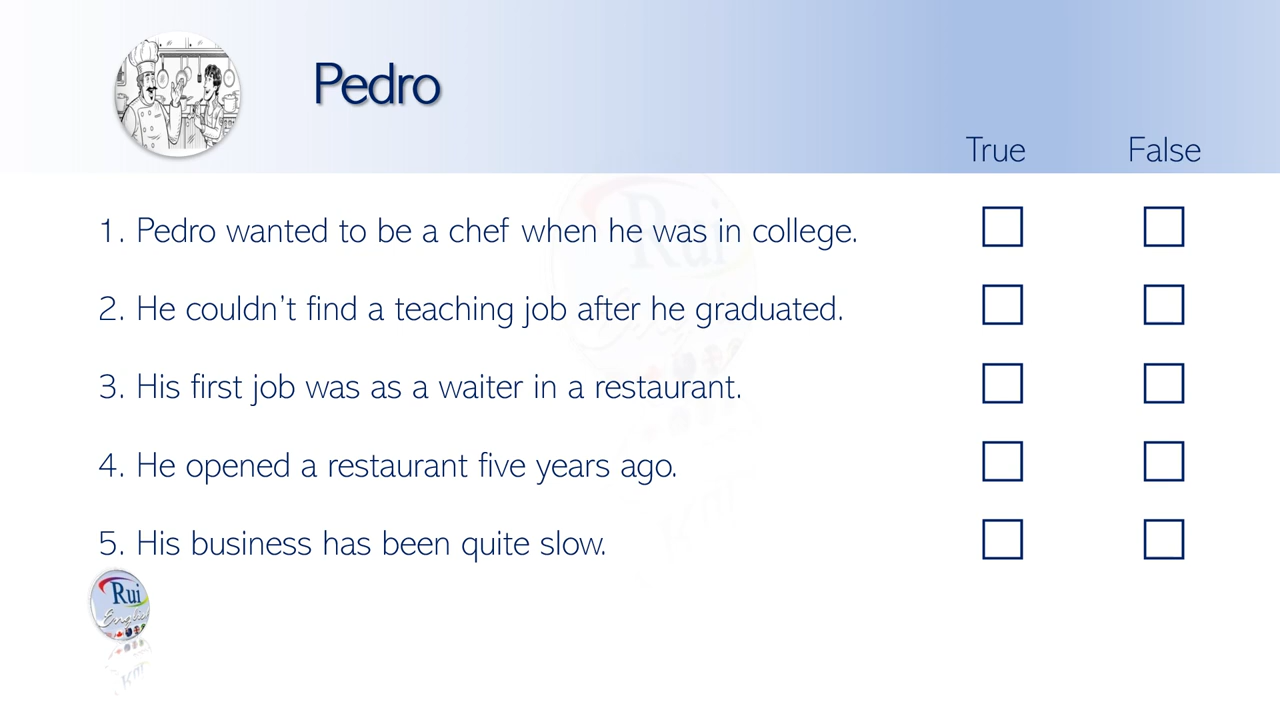 Pedro
True False
1. Pedro wanted to be a chef when he was in college.
2. He couldn't find a teaching job after he graduated.
3. His first job was as a waiter in a restaurant.
4. He opened a restaurant five years ago.
5. His business has been quite slow.
Rui
English